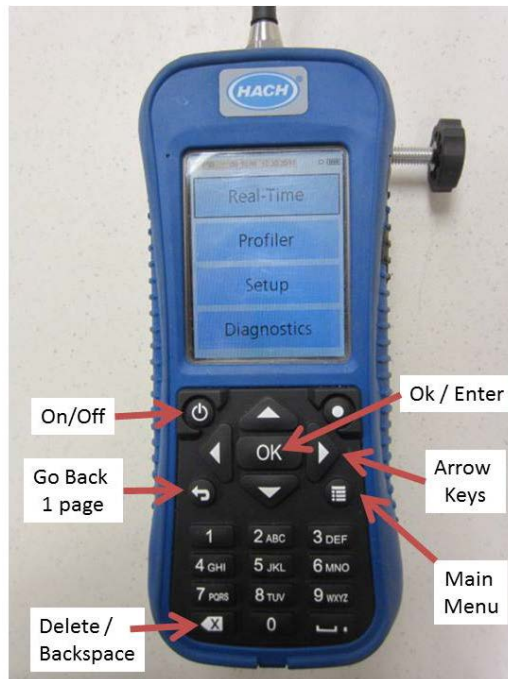 HACH
Real-Time
Profiler
Setup
Diagnostics
On/Off
Ok / Enter
OK
Go Back
1 page
Arrow
Keys
1
2 ABC
3 DEF
4 GHI
5 JKL
6 MNO
7 PQRS
8 TUV
9 WXYZ
Main
Menu
Delete /
Backspace
X
0